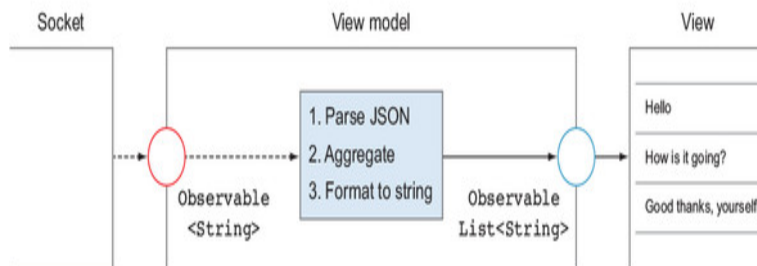 Socket
View model
View
1. Parse JSON
2. Aggregate
3. Format to string
Observable
<String>
Observable
List<String>
Hello
How is it going?
Good thanks, yourself